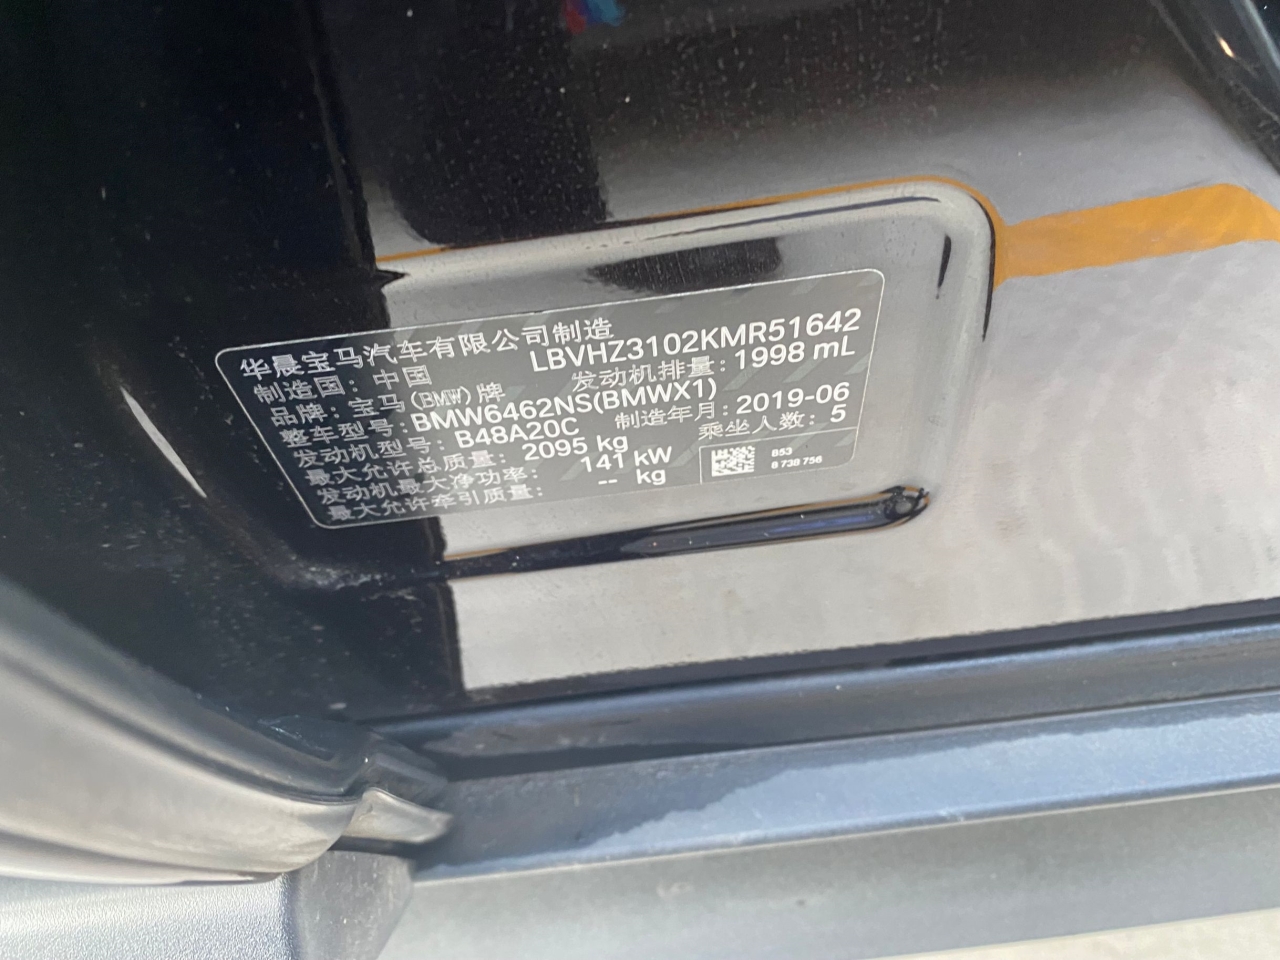 华晨宝马汽车有限公司制造
LBVHZ3102KMR51642
制造国: 中国
发动机排量: 1998 mL
品牌: 宝马(BMW)牌
整车型号: BMW6462NS(BMWX1)
发动机型号: B48A20C
制造年月: 2019-06
最大允许总质量: 2095 kg
乘坐人数: 5
发动机最大净功率: 141 kW
最大允许牵引质量: -- kg
853
8 738 756